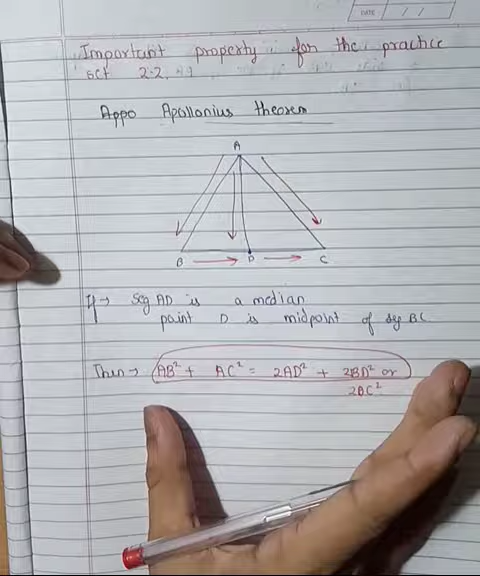 DATE / /
Important property for the practice
set 2.2.
Appo Apollonius theorem
A
B D C
If → seg AD is a median
point D is midpoint of seg BC
Then → AB² + AC² = 2AD² + 2BD² or
2DC²